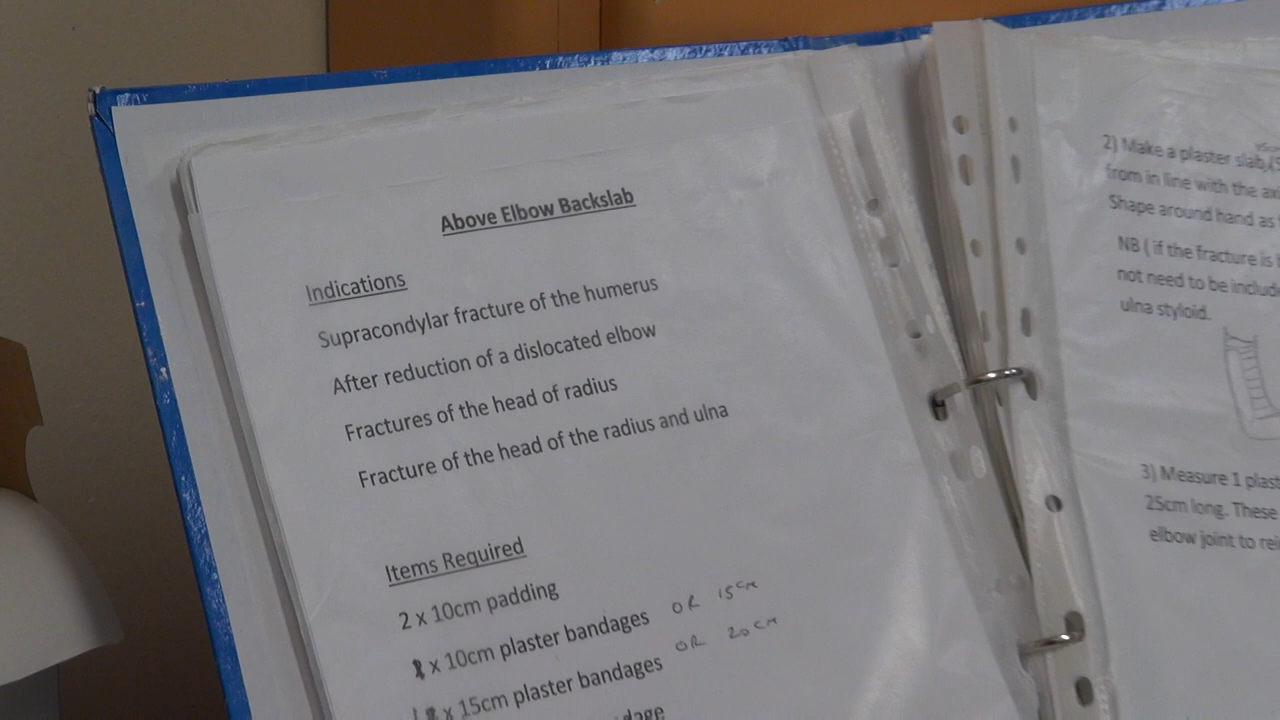 Above Elbow Backslab
Indications
Supracondylar fracture of the humerus
After reduction of a dislocated elbow
Fractures of the head of radius
Fracture of the head of the radius and ulna
Items Required
2 x 10cm padding
x 10cm plaster bandages OR 15cm
x 15cm plaster bandages OR 20cm
2) Make a plaster slab,
from in line with the
Shape around hand as
NB ( if the fracture is
not need to be
ulna styloid.
3) Measure 1
25cm long. These
elbow joint to